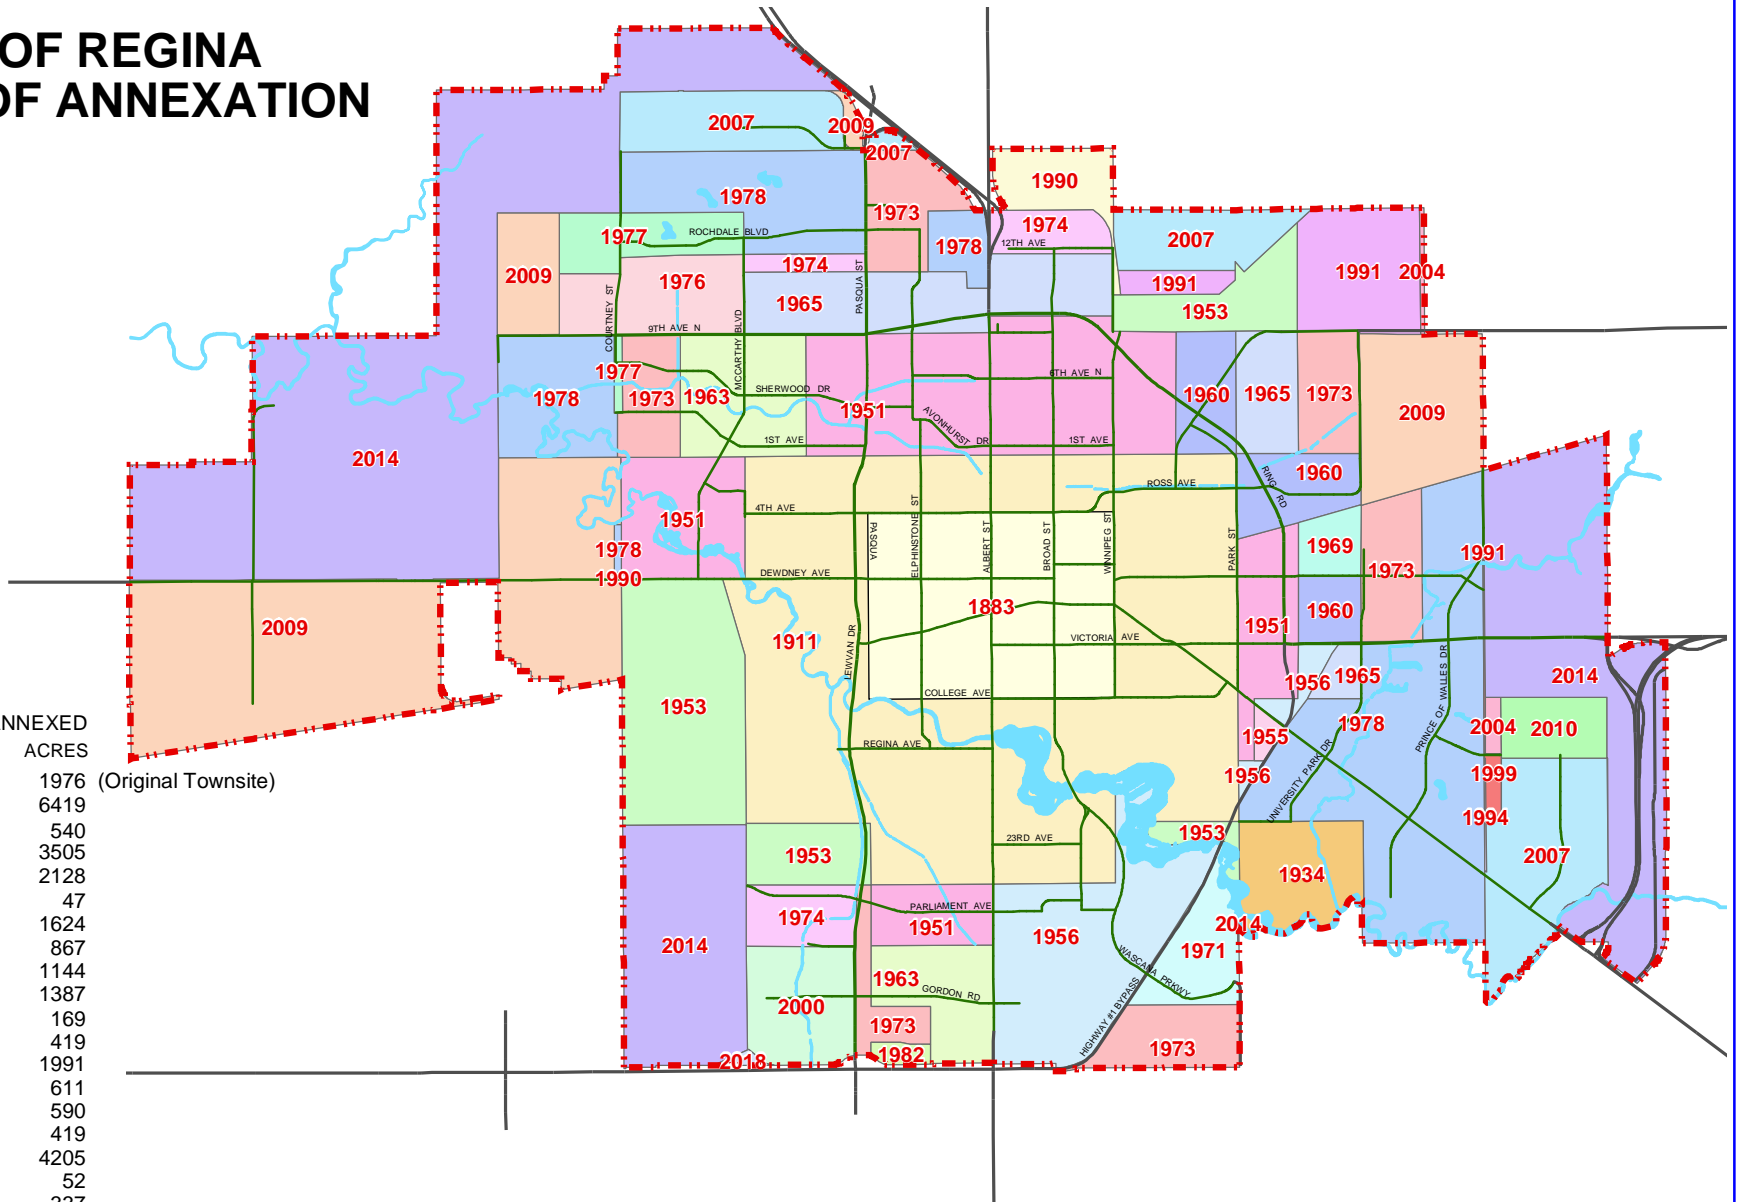 OF REGINA
OF ANNEXATION
2007
2009
2007
1990
1978
1973
1974
1977
ROCHDALE BLVD
1978
12TH AVE
2007
2009
1974
1991
2004
1976
PASQUA ST
1991
COURTNEY ST
1965
1953
9TH AVE N
MCCARTHY BLVD
1977
6TH AVE N
1978
1973
1963
SHERWOOD DR
1960
1965
1973
1951
AVONHURST DR
2009
1ST AVE
1ST AVE
2014
1960
RING RD
ROSS AVE
4TH AVE
1951
PASQUA
ELPHINSTONE ST
ALBERT ST
BROAD ST
WINNIPEG ST
PARK ST
1969
1978
1991
1990
DEWDNEY AVE
1973
1883
1960
2009
1911
1951
VICTORIA AVE
LEWVAN DR
PRINCE OF WALES DR
1956
1965
2014
COLLEGE AVE
1953
ANNEXED
1978
2004
2010
1955
REGINA AVE
ACRES
UNIVERSITY PARK DR
1956
1999
1976 (Original Townsite)
6419
1994
540
1953
23RD AVE
3505
1953
2007
2128
1934
47
PARLIAMENT AVE
1624
1974
1951
2014
867
2014
1956
1971
1144
WASCANA PRKWY
1963
1387
GORDON RD
2000
169
HIGHWAY #1 BYPASS
1973
419
1982
1973
1991
2018
611
590
419
4205
52
337